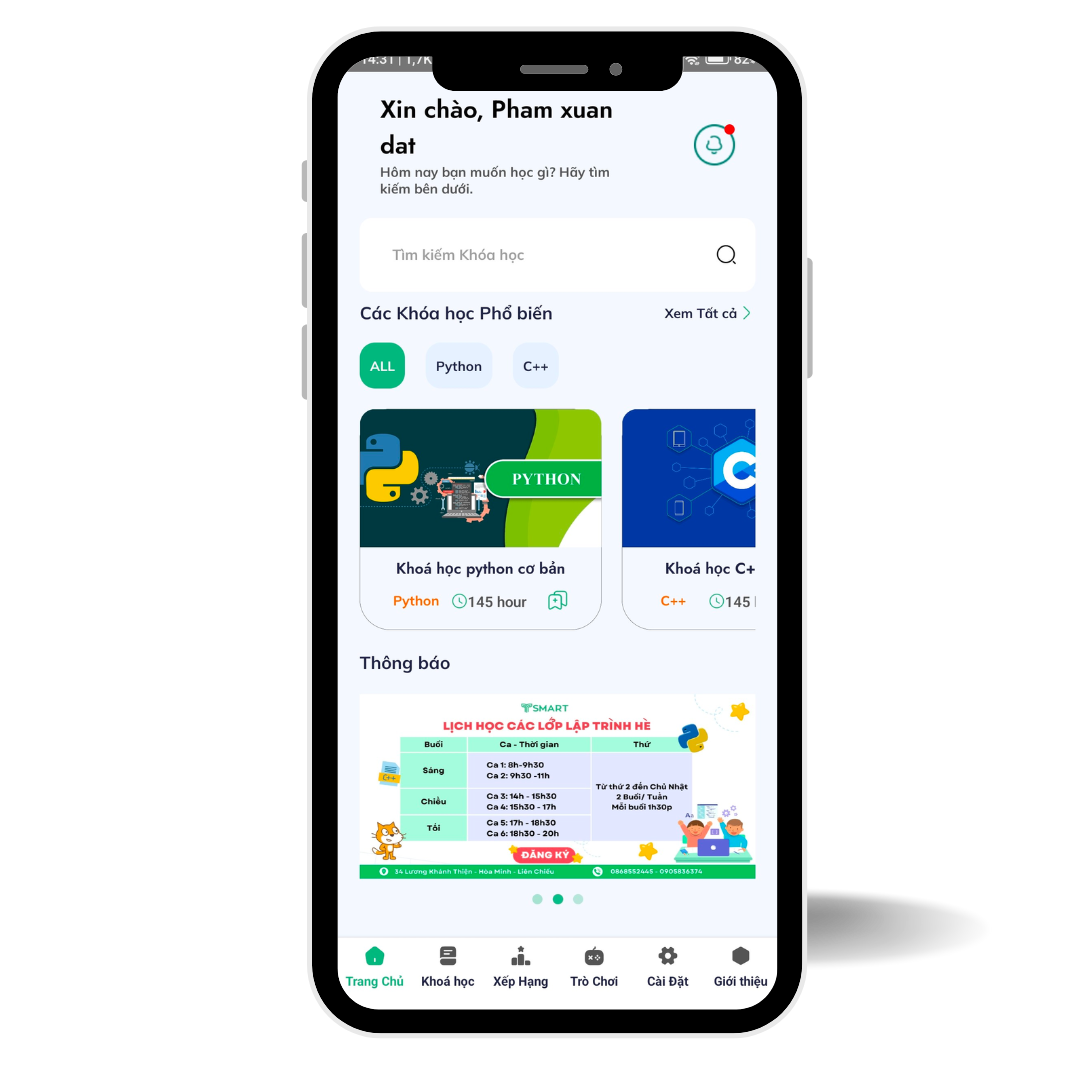 14:31 | 1,7K
82
Xin chào, Pham xuan
dat
Hôm nay bạn muốn học gì? Hãy tìm
kiếm bên dưới.
Tìm kiếm Khóa học
Các Khóa học Phổ biến
Xem Tất cả
ALL
Python
C++
PYTHON
C
Khoá học python cơ bản
Khoá học C+
Python
145 hour
C++
145
Thông báo
SMART
LỊCH HỌC CÁC LỚP LẬP TRÌNH HÈ
Buổi
Ca - Thời gian
Thứ
Sáng
Ca 1: 8h-9h30
Ca 2: 9h30 -11h
Từ thứ 2 đến Chủ Nhật
2 Buổi/ Tuần
Mỗi buổi 1h30p
C++
Chiều
Ca 3: 14h - 15h30
Ca 4: 15h30 - 17h
Tối
Ca 5: 17h - 18h30
Ca 6: 18h30 - 20h
ĐĂNG KÝ
34 Lương Khánh Thiện - Hòa Minh - Liên Chiểu
0868552445 - 0905836374
Trang Chủ
Khoá học
Xếp Hạng
Trò Chơi
Cài Đặt
Giới thiệu